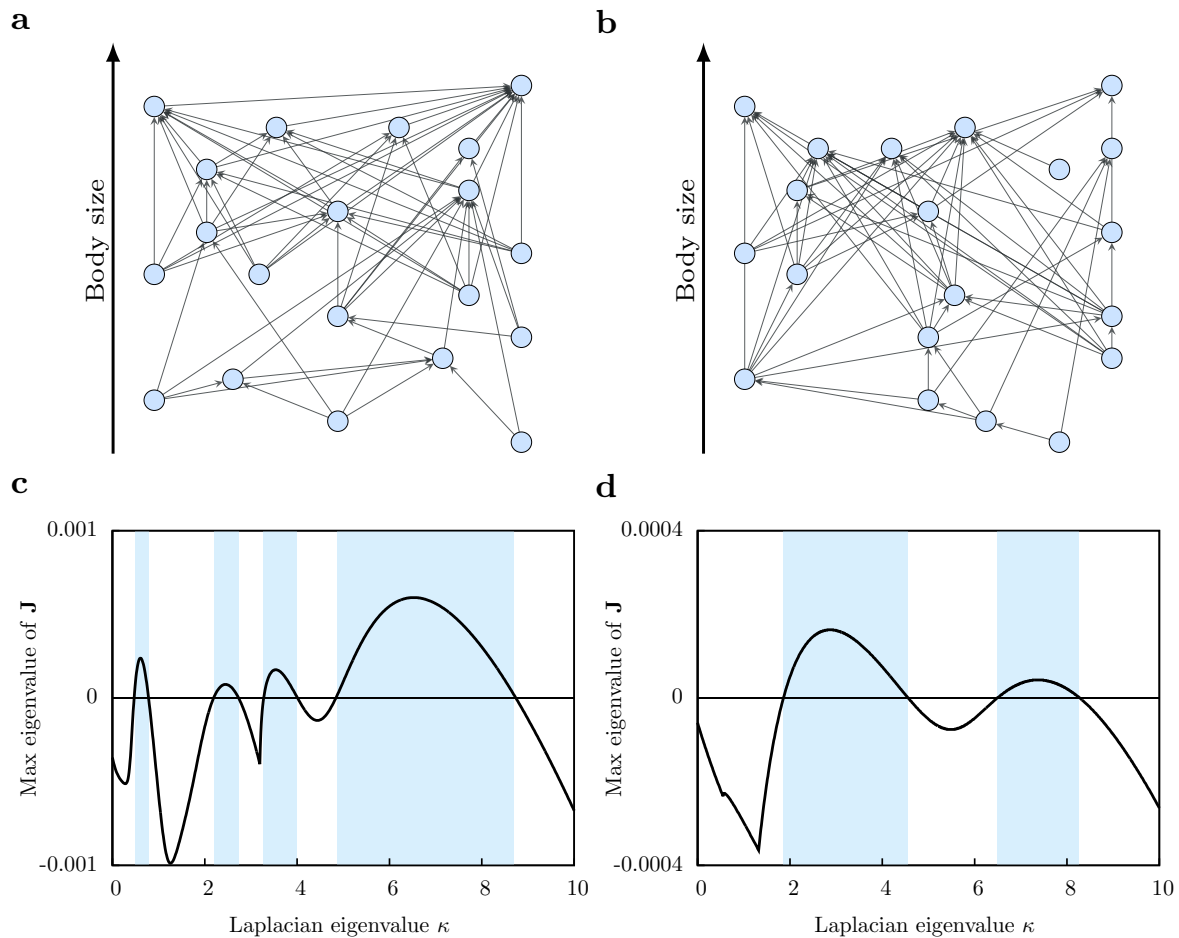 a
b
Body size
Body size
c
d
0.001
0
-0.001
Max eigenvalue of J
0 2 4 6 8 10
Laplacian eigenvalue κ
0.0004
0
-0.0004
Max eigenvalue of J
0 2 4 6 8 10
Laplacian eigenvalue κ